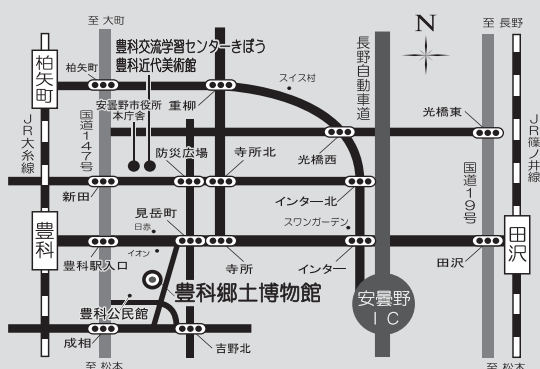 至 大町
N
至 長野
豊科交流学習センターきぼう
豊科近代美術館
長野自動車道
柏矢町
柏矢町
スイス村
安曇野市役所
本庁舎
重柳
光橋東
JR大糸線
国道147号
JR篠ノ井線
防災広場
寺所北
光橋西
国道19号
新田
インター北
見岳町
日赤
スワンガーデン
豊科
田沢
イオン
豊科駅入口
寺所
インター
田沢
豊科郷土博物館
安曇野
IC
豊科公民館
成相
吉野北
至 松本
至 松本